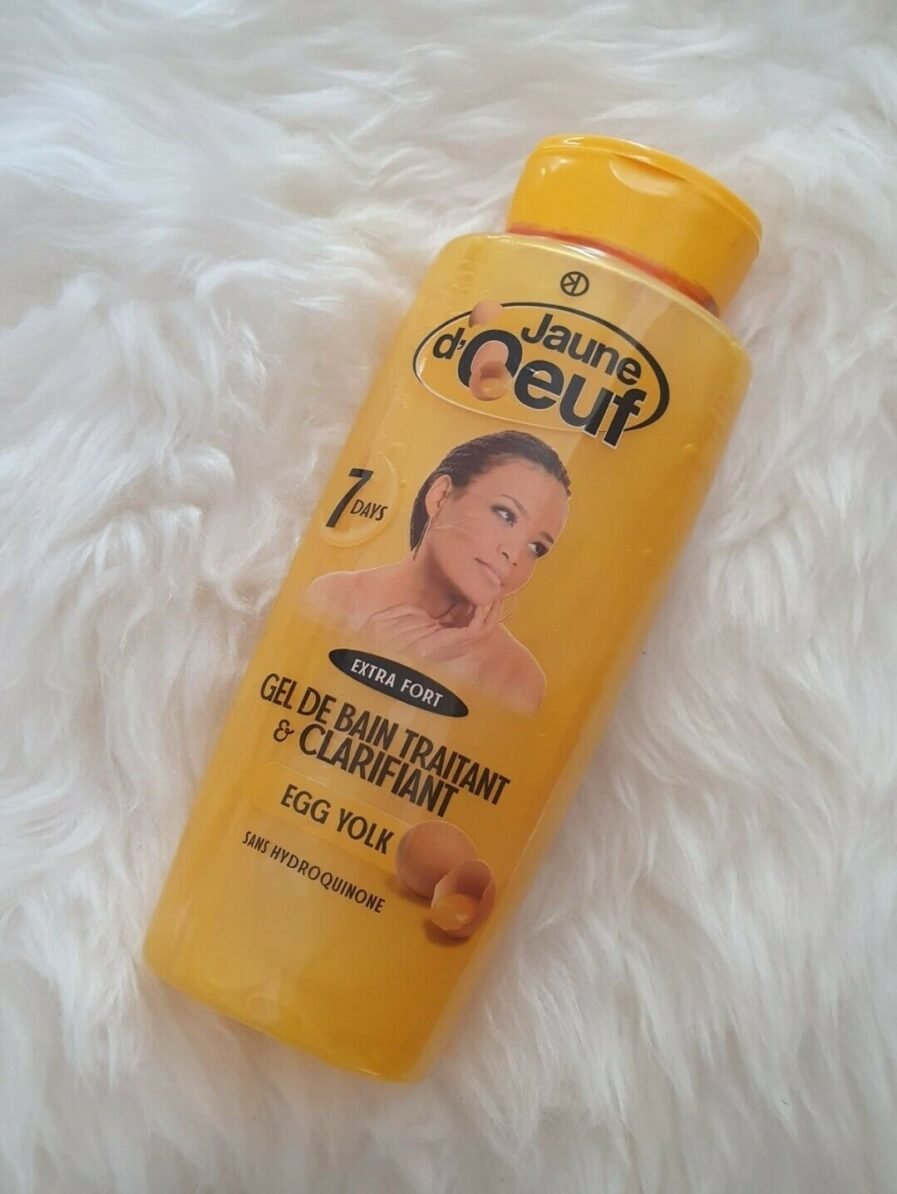 Jaune
d'Oeuf
7 DAYS
EXTRA FORT
GEL DE BAIN TRAITANT
& CLARIFIANT
EGG YOLK
SANS HYDROQUINONE